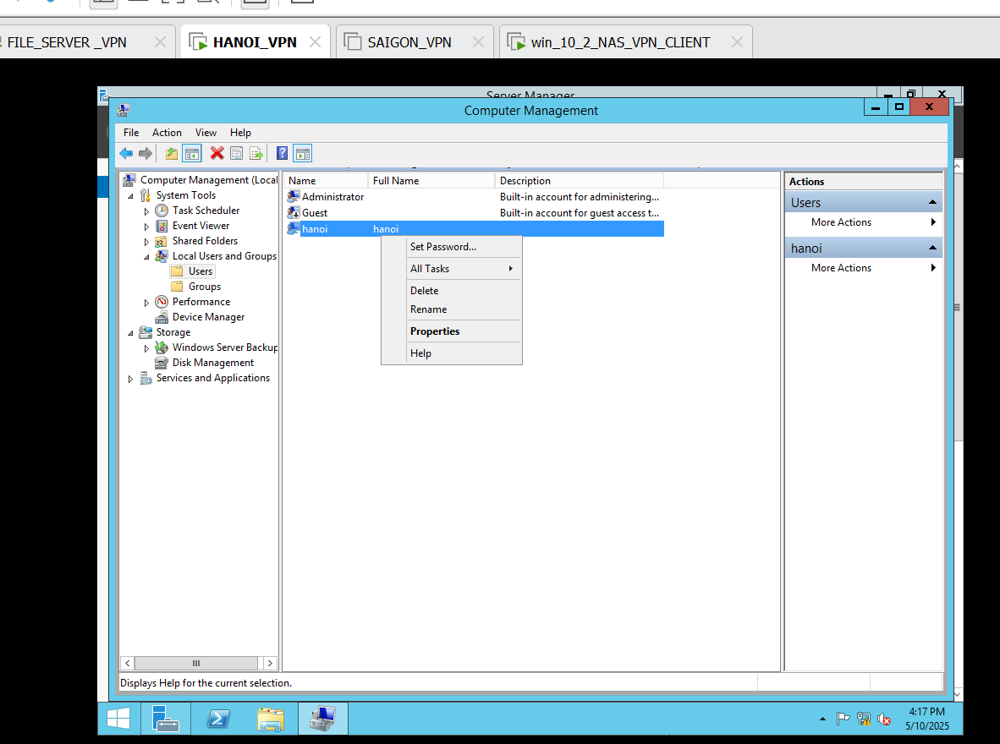 FILE_SERVER _VPN
HANOI_VPN
SAIGON_VPN
win_10_2_NAS_VPN_CLIENT
Server Manager
Computer Management
File Action View Help
Computer Management (Local
System Tools
Task Scheduler
Event Viewer
Shared Folders
Local Users and Groups
Users
Groups
Performance
Device Manager
Storage
Windows Server Backup
Disk Management
Services and Applications
Name Full Name Description
Administrator Built-in account for administering...
Guest Built-in account for guest access t...
hanoi hanoi
Set Password...
All Tasks
Delete
Rename
Properties
Help
Actions
Users
More Actions
hanoi
More Actions
Displays Help for the current selection.
4:17 PM
5/10/2025